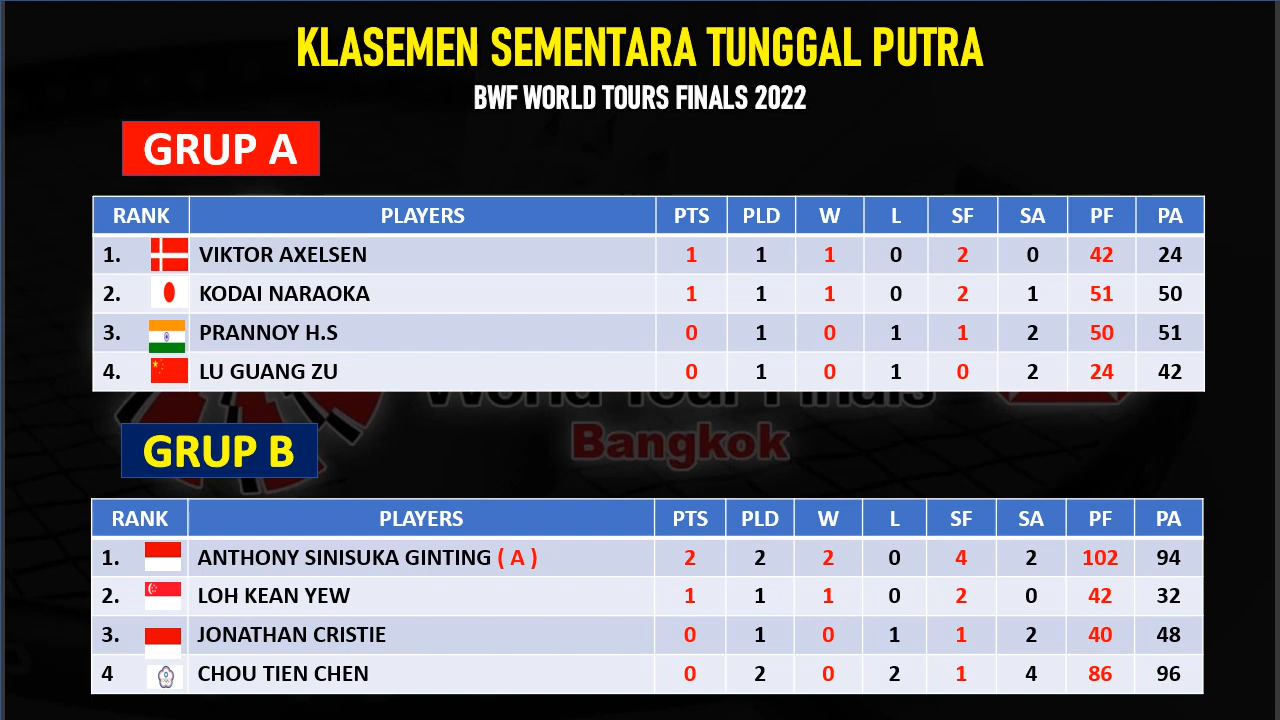 KLASEMEN SEMENTARA TUNGGAL PUTRA
BWF WORLD TOURS FINALS 2022
GRUP A
RANK PLAYERS PTS PLD W L SF SA PF PA
1. VIKTOR AXELSEN 1 1 1 0 2 0 42 24
2. KODAI NARAOKA 1 1 1 0 2 1 51 50
3. PRANNOY H.S 0 1 0 1 1 2 50 51
4. LU GUANG ZU 0 1 0 1 0 2 24 42
World Tour Finals
Bangkok
GRUP B
RANK PLAYERS PTS PLD W L SF SA PF PA
1. ANTHONY SINISUKA GINTING ( A ) 2 2 2 0 4 2 102 94
2. LOH KEAN YEW 1 1 1 0 2 0 42 32
3. JONATHAN CRISTIE 0 1 0 1 1 2 40 48
4 CHOU TIEN CHEN 0 2 0 2 1 4 86 96